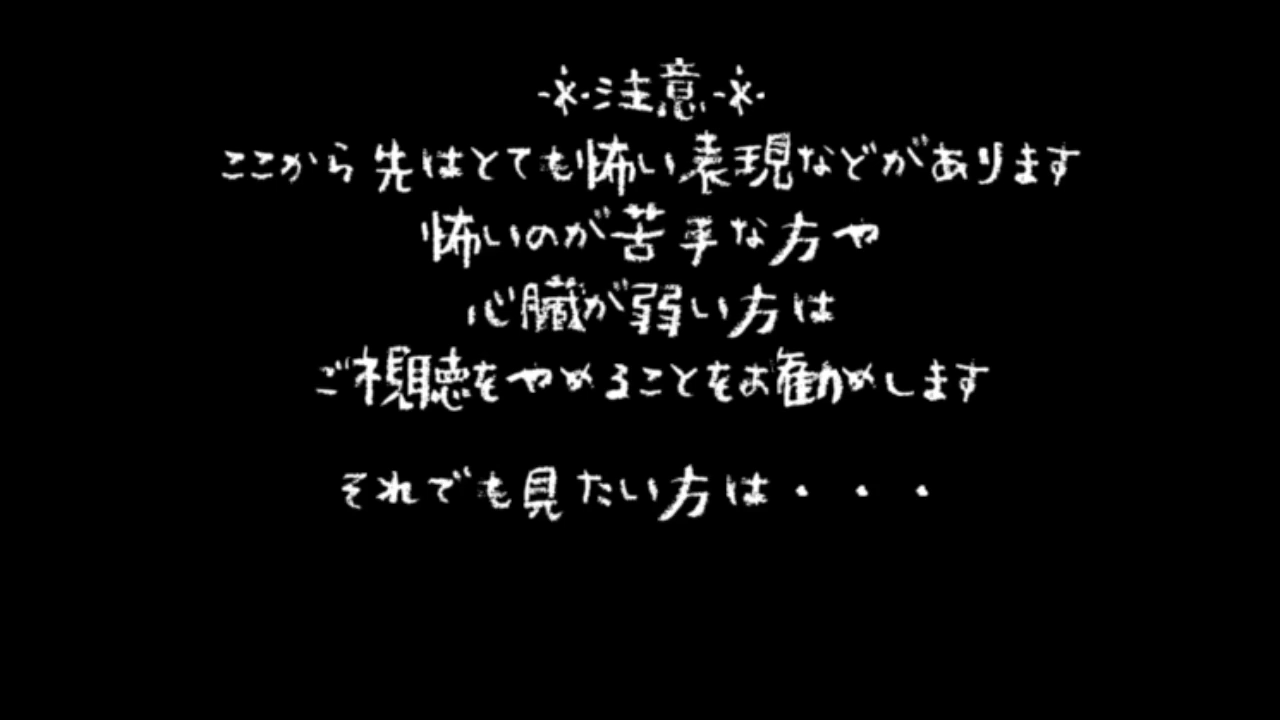 ※注意※
ここから先はとても怖い表現などがあります
怖いのが苦手な方や
心臓が弱い方は
ご視聴をやめることをお勧めします
それでも見たい方は・・・